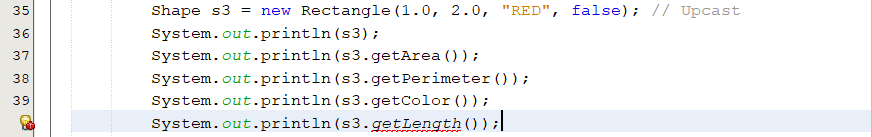 35 Shape s3 = new Rectangle(1.0, 2.0, "RED", false); // Upcast
36 System.out.println(s3);
37 System.out.println(s3.getArea());
38 System.out.println(s3.getPerimeter());
39 System.out.println(s3.getColor());
System.out.println(s3.getLength());